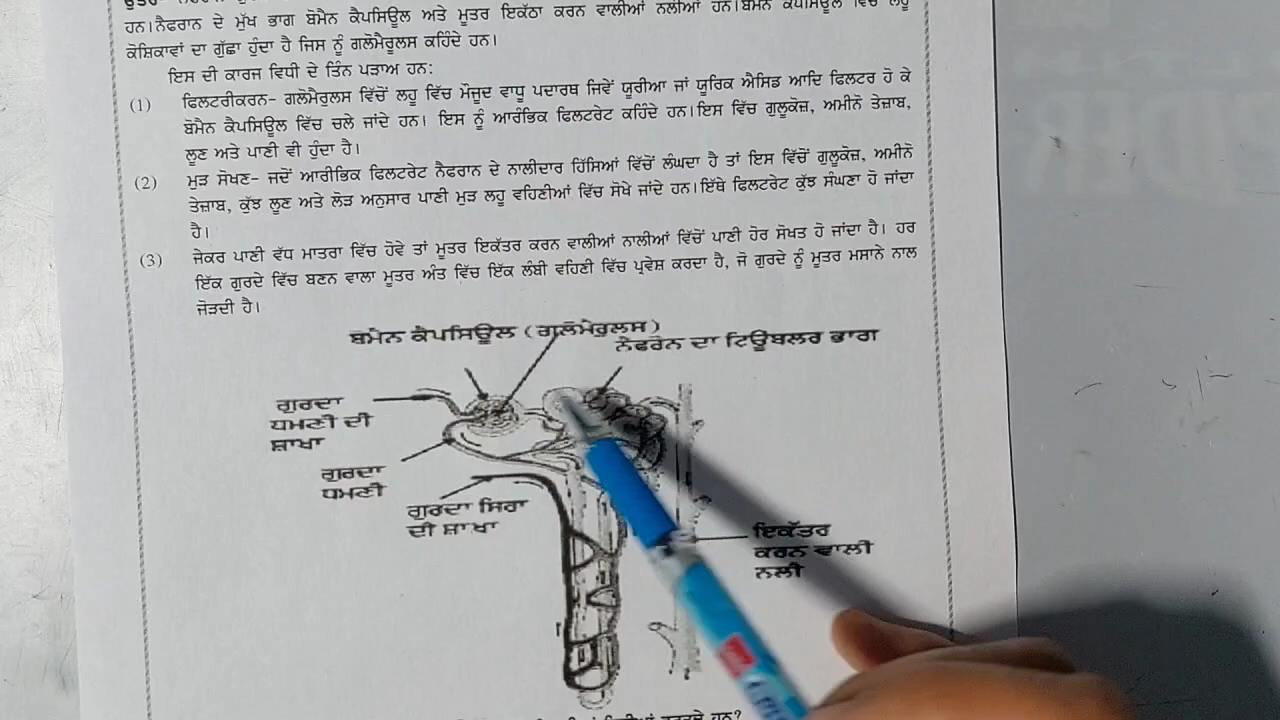 ਹਨ।ਨੈਫਰਾਨ ਦੇ ਮੁੱਖ ਭਾਗ ਬੋਮੈਨ ਕੈਪਸਿਊਲ ਅਤੇ ਮੂਤਰ ਇਕੱਠਾ ਕਰਨ ਵਾਲੀਆਂ ਨਲੀਆਂ ਹਨ।ਬੋਮੈਨ ਕੈਪਸਿਊਲ ਵਿੱਚ ਲਹੂ
ਕੋਸ਼ਿਕਾਵਾਂ ਦਾ ਗੁੱਛਾ ਹੁੰਦਾ ਹੈ ਜਿਸ ਨੂੰ ਗਲੋਮੈਰੂਲਸ ਕਹਿੰਦੇ ਹਨ।
ਇਸ ਦੀ ਕਾਰਜ ਵਿਧੀ ਦੇ ਤਿੰਨ ਪੜਾਅ ਹਨ:
(1) ਫਿਲਟਰੀਕਰਨ- ਗਲੋਮੈਰੂਲਸ ਵਿੱਚੋਂ ਲਹੂ ਵਿੱਚ ਮੌਜੂਦ ਵਾਧੂ ਪਦਾਰਥ ਜਿਵੇਂ ਯੂਰੀਆ ਜਾਂ ਯੂਰਿਕ ਐਸਿਡ ਆਦਿ ਫਿਲਟਰ ਹੋ ਕੇ
ਬੋਮੈਨ ਕੈਪਸਿਊਲ ਵਿੱਚ ਚਲੇ ਜਾਂਦੇ ਹਨ। ਇਸ ਨੂੰ ਆਰੰਭਿਕ ਫਿਲਟਰੇਟ ਕਹਿੰਦੇ ਹਨ।ਇਸ ਵਿੱਚ ਗੁਲੂਕੋਜ਼, ਅਮੀਨੋ ਤੇਜ਼ਾਬ,
ਲੂਣ ਅਤੇ ਪਾਣੀ ਵੀ ਹੁੰਦਾ ਹੈ।
(2) ਮੁੜ ਸੋਖਣ- ਜਦੋਂ ਆਰੀਭਿਕ ਫਿਲਟਰੇਟ ਨੈਫਰਾਨ ਦੇ ਨਾਲੀਦਾਰ ਹਿੱਸਿਆਂ ਵਿੱਚੋਂ ਲੰਘਦਾ ਹੈ ਤਾਂ ਇਸ ਵਿੱਚੋਂ ਗੁਲੂਕੋਜ਼, ਅਮੀਨੋ
ਤੇਜ਼ਾਬ, ਕੁੱਝ ਲੂਣ ਅਤੇ ਲੋੜ ਅਨੁਸਾਰ ਪਾਣੀ ਮੁੜ ਲਹੂ ਵਹਿਣੀਆਂ ਵਿੱਚ ਸੋਖੇ ਜਾਂਦੇ ਹਨ।ਇੱਥੇ ਫਿਲਟਰੇਟ ਕੁੱਝ ਸੰਘਣਾ ਹੋ ਜਾਂਦਾ
ਹੈ।
(3) ਜੇਕਰ ਪਾਣੀ ਵੱਧ ਮਾਤਰਾ ਵਿੱਚ ਹੋਵੇ ਤਾਂ ਮੂਤਰ ਇਕੱਤਰ ਕਰਨ ਵਾਲੀਆਂ ਨਾਲੀਆਂ ਵਿੱਚੋਂ ਪਾਣੀ ਹੋਰ ਸੋਖਤ ਹੋ ਜਾਂਦਾ ਹੈ। ਹਰ
ਇੱਕ ਗੁਰਦੇ ਵਿੱਚ ਬਣਨ ਵਾਲਾ ਮੂਤਰ ਅੰਤ ਵਿੱਚ ਇੱਕ ਲੰਬੀ ਵਹਿਣੀ ਵਿੱਚ ਪ੍ਰਵੇਸ਼ ਕਰਦਾ ਹੈ, ਜੋ ਗੁਰਦੇ ਨੂੰ ਮੂਤਰ ਮਸਾਨੇ ਨਾਲ
ਜੋੜਦੀ ਹੈ।
ਬੋਮੈਨ ਕੈਪਸਿਊਲ (ਗਲੋਮੇਰੁਲਸ)
ਨੈਫਰੋਨ ਦਾ ਟਿਊਬਲਰ ਭਾਗ
ਗੁਰਦਾ
ਧਮਣੀ ਦੀ
ਸ਼ਾਖਾ
ਗੁਰਦਾ
ਧਮਣੀ
ਗੁਰਦਾ ਸਿਰਾ
ਦੀ ਸ਼ਾਖਾ
ਇਕੱਤਰ
ਕਰਨ ਵਾਲੀ
ਨਲੀ
ਹਨ?